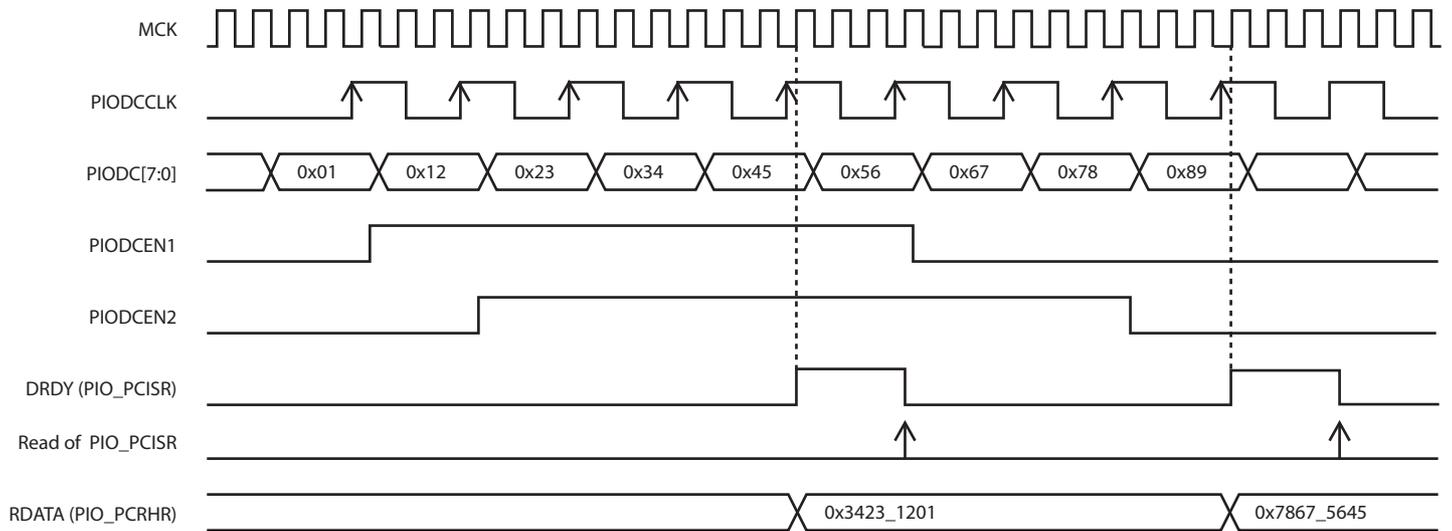 MCK
PIODCCLK
PIODC[7:0] 0x01 0x12 0x23 0x34 0x45 0x56 0x67 0x78 0x89
PIODCEN1
PIODCEN2
DRDY (PIO_PCISR)
Read of PIO_PCISR
RDATA (PIO_PCRHR) 0x3423_1201 0x7867_5645